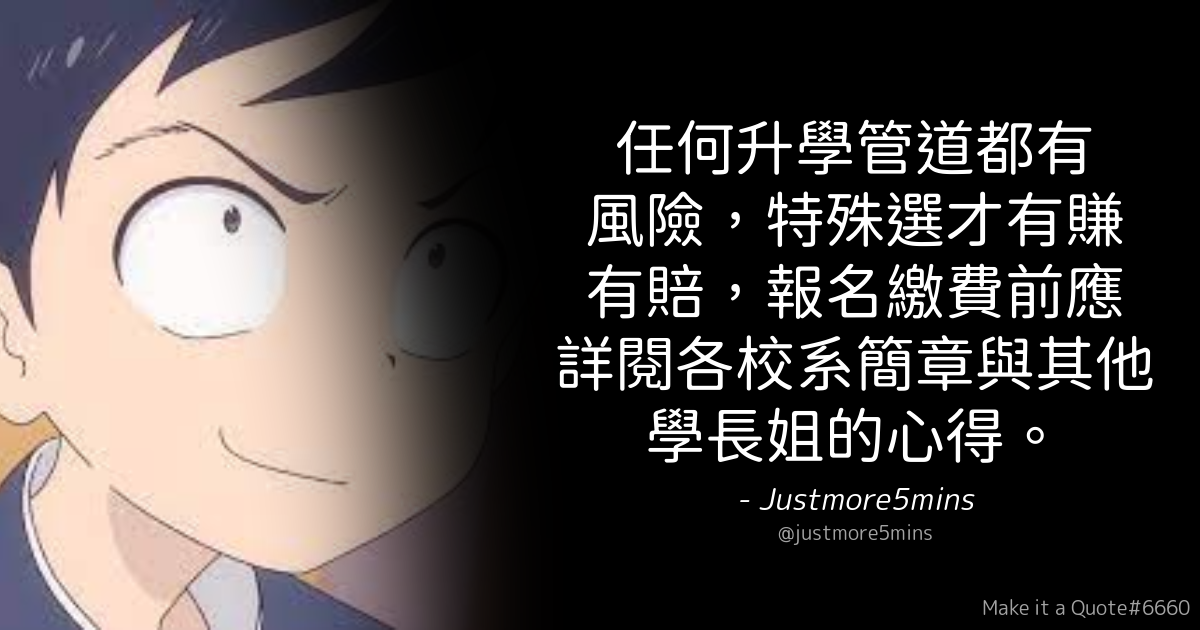 任何升學管道都有
風險，特殊選才有賺
有賠，報名繳費前應
詳閱各校系簡章與其他
學長姐的心得。
- Justmore5mins
@justmore5mins
Make it a Quote#6660